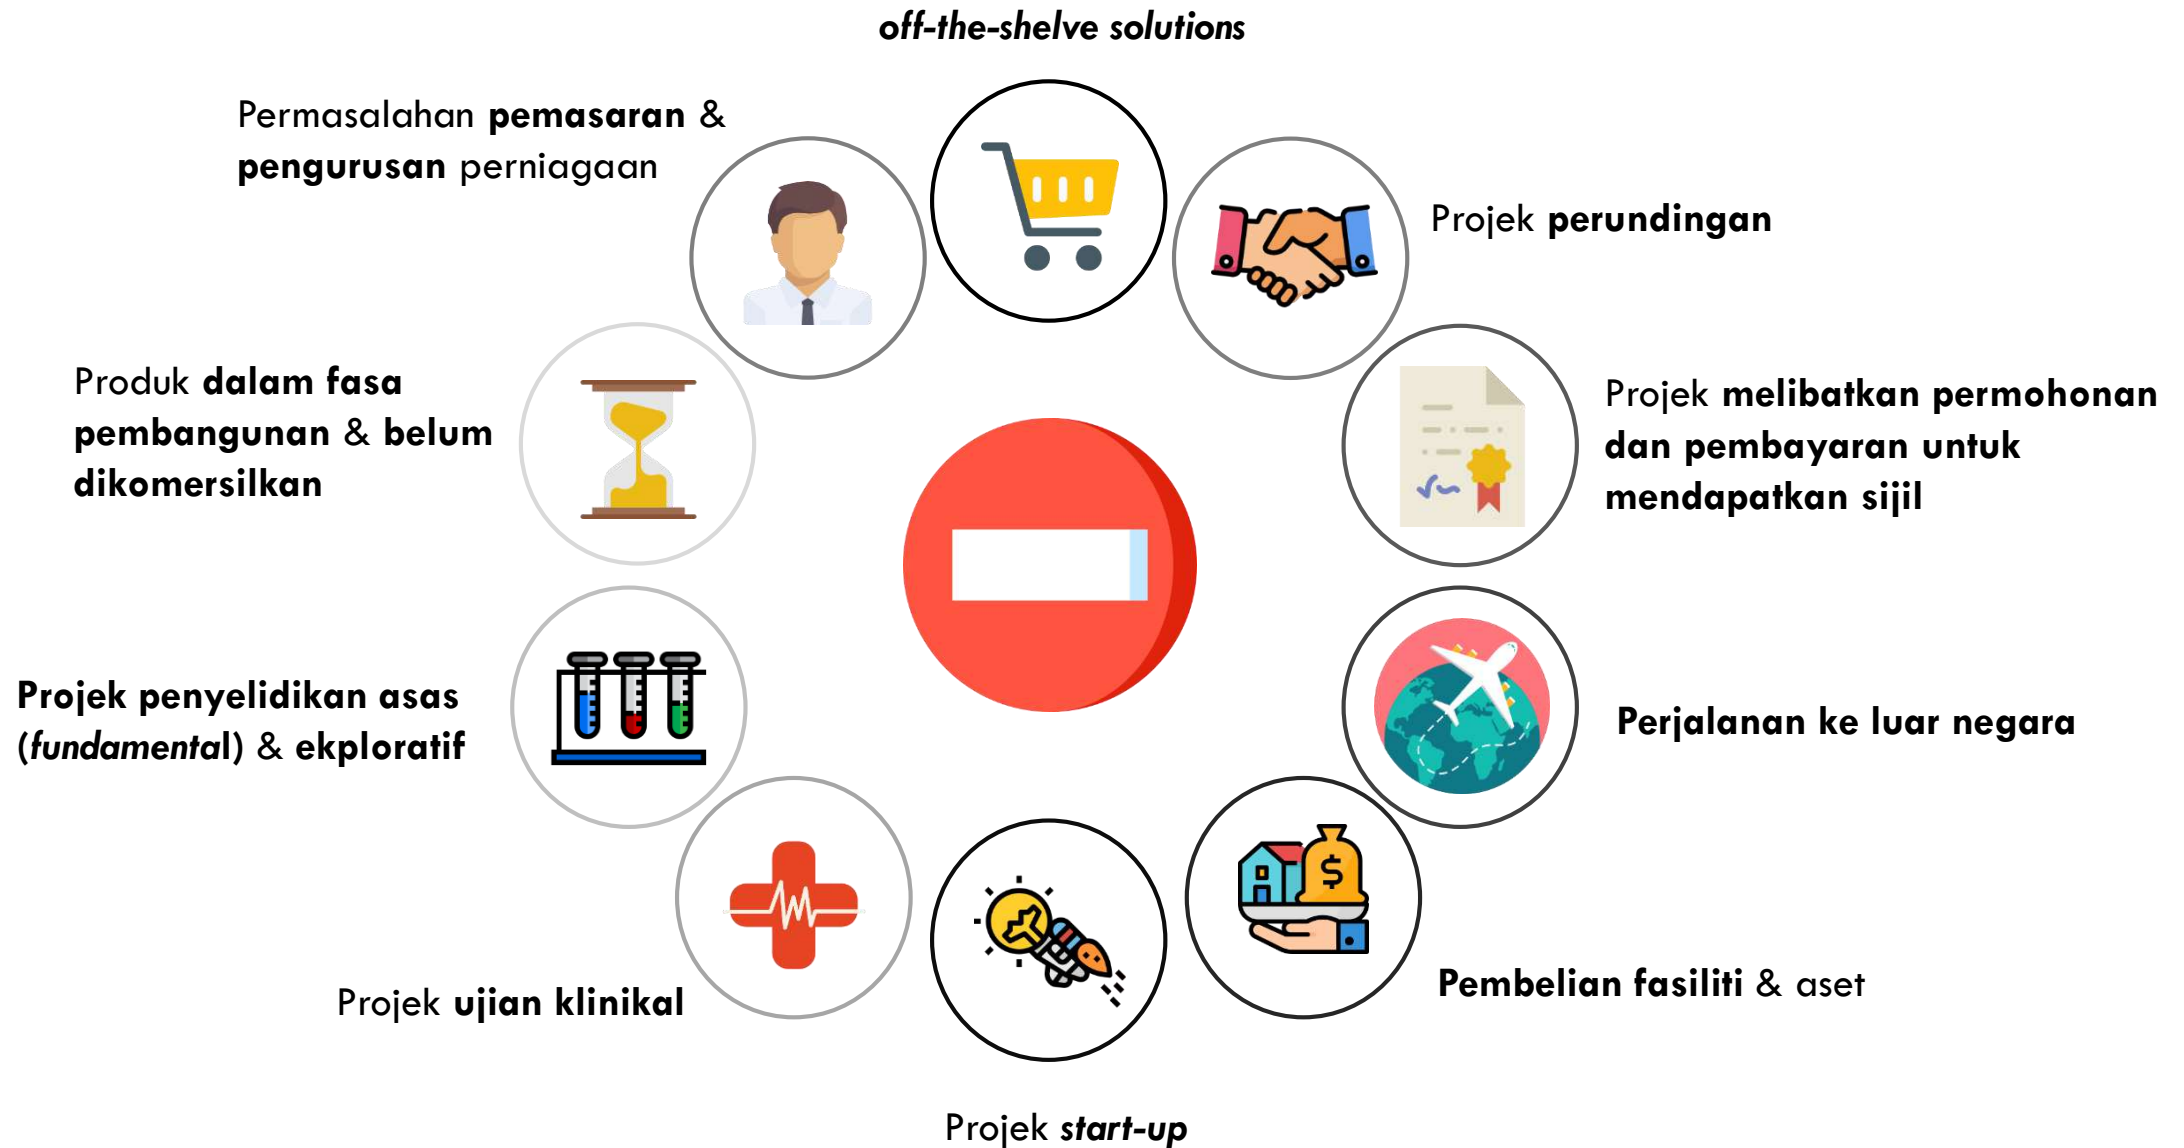 off-the-shelve solutions
Permasalahan pemasaran &
pengurusan perniagaan
Projek perundingan
Produk dalam fasa
pembangunan & belum
dikomersilkan
Projek melibatkan permohonan
dan pembayaran untuk
mendapatkan sijil
Projek penyelidikan asas
(fundamental) & ekploratif
Perjalanan ke luar negara
Projek ujian klinikal
Pembelian fasiliti & aset
Projek start-up